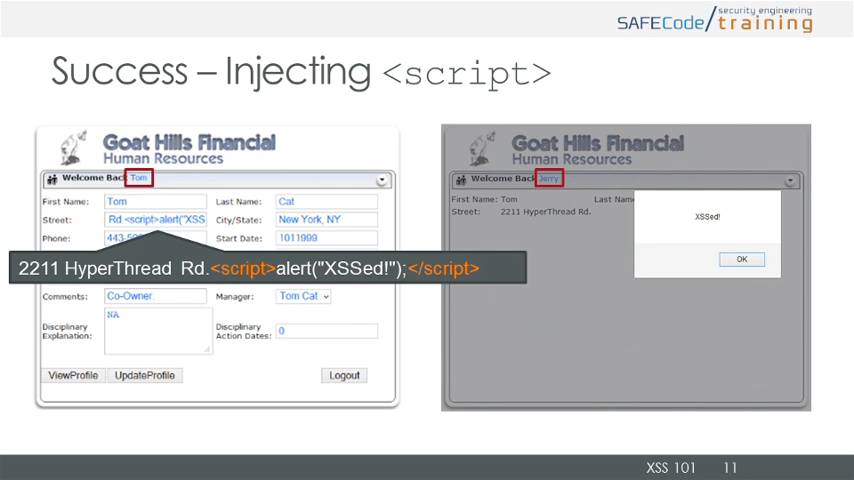 security engineering
SAFECode/training
Success – Injecting <script>
Goat Hills Financial
Human Resources
Welcome Back Tom
First Name: Tom Last Name: Cat
Street: Rd.<script>alert("XSS City/State: New York, NY
Phone: Start Date: 1011999
2211 HyperThread Rd.<script>alert("XSSed!");</script>
Comments: Co-Owner. Manager: Tom Cat
Disciplinary Explanation: NA Disciplinary Action Dates: 0
ViewProfile UpdateProfile Logout
Goat Hills Financial
Human Resources
Welcome Back Jerry
First Name: Tom Last Nam
Street: 2211 HyperThread Rd.
XSSed!
OK
XSS 101 11